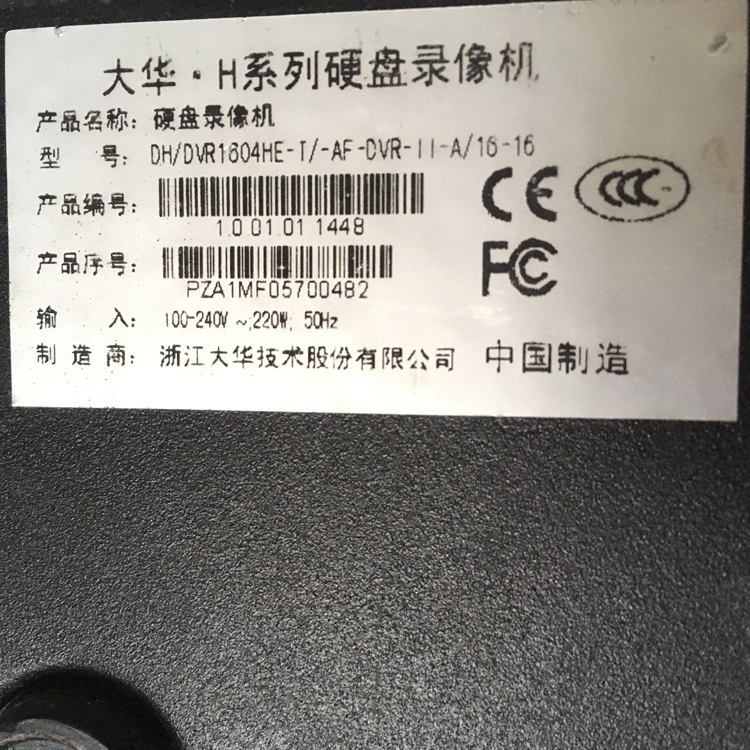 大华·H系列硬盘录像机
产品名称：硬盘录像机
型 号：DH/DVR1604HE-T/-AF-DVR-II-A/16-16
产品编号：
1.0.01.01.1448
CE CCC
产品序号：
PZA1MF05700482
FC
输 入：100-240V ~;220W; 50Hz
制 造 商：浙江大华技术股份有限公司 中国制造